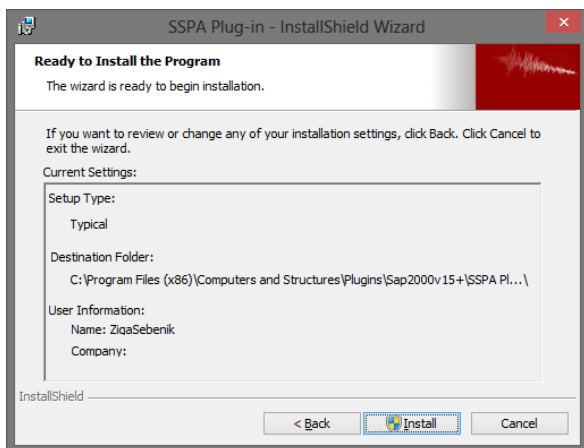 SSPA Plug-in - InstallShield Wizard
Ready to Install the Program
The wizard is ready to begin installation.
If you want to review or change any of your installation settings, click Back. Click Cancel to
exit the wizard.
Current Settings:
Setup Type:
Typical
Destination Folder:
C:\Program Files (x86)\Computers and Structures\Plugins\Sap2000v15+\SSPA Pl...\
User Information:
Name: ZigaSebenik
Company:
InstallShield
< Back Install Cancel